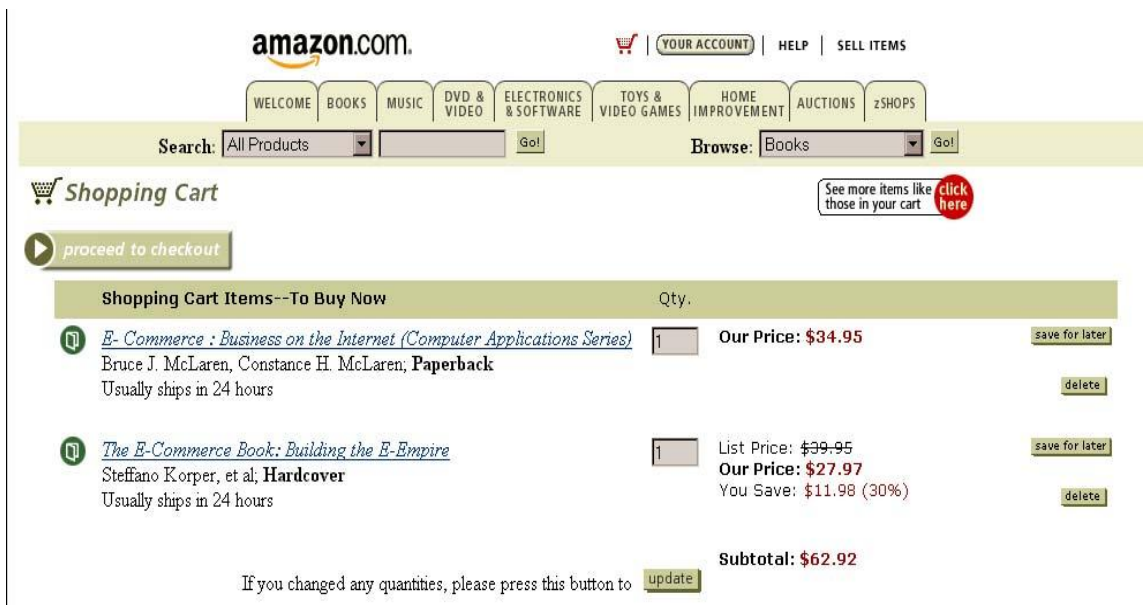 amazon.com.
YOUR ACCOUNT | HELP | SELL ITEMS
WELCOME BOOKS MUSIC DVD & VIDEO ELECTRONICS & SOFTWARE TOYS & VIDEO GAMES HOME IMPROVEMENT AUCTIONS zSHOPS
Search: All Products Go! Browse: Books Go!
Shopping Cart
See more items like those in your cart click here
proceed to checkout
Shopping Cart Items--To Buy Now Qty.
E- Commerce : Business on the Internet (Computer Applications Series) 1 Our Price: $34.95 save for later
Bruce J. McLaren, Constance H. McLaren; Paperback
Usually ships in 24 hours delete
The E-Commerce Book: Building the E-Empire 1 List Price: $39.95 save for later
Steffano Korper, et al; Hardcover Our Price: $27.97
Usually ships in 24 hours You Save: $11.98 (30%) delete
Subtotal: $62.92
If you changed any quantities, please press this button to update